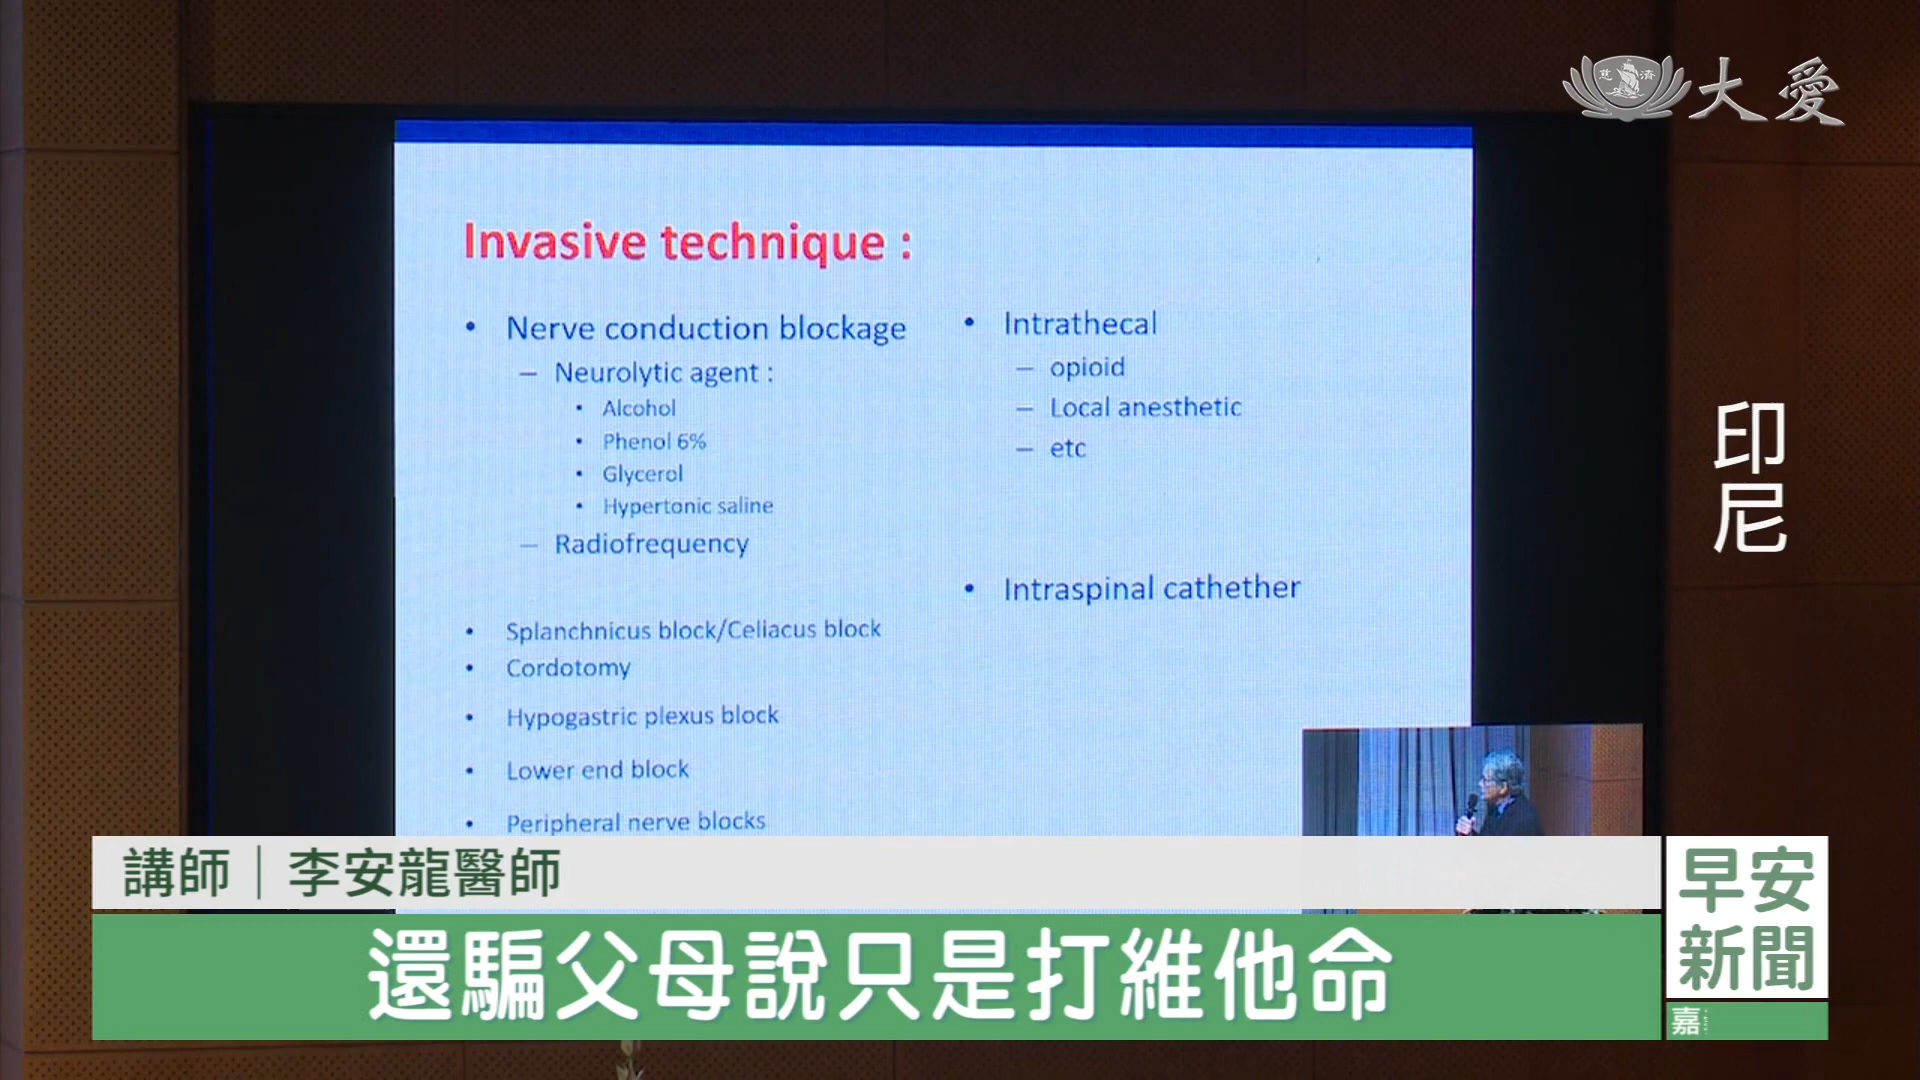 慈濟
大愛
印尼
Invasive technique :
• Nerve conduction blockage
– Neurolytic agent :
• Alcohol
• Phenol 6%
• Glycerol
• Hypertonic saline
– Radiofrequency
• Splanchnicus block/Celiacus block
• Cordotomy
• Hypogastric plexus block
• Lower end block
• Peripheral nerve blocks
• Intrathecal
– opioid
– Local anesthetic
– etc
• Intraspinal cathether
講師｜李安龍醫師
還騙父母說只是打維他命
早安
新聞
嘉